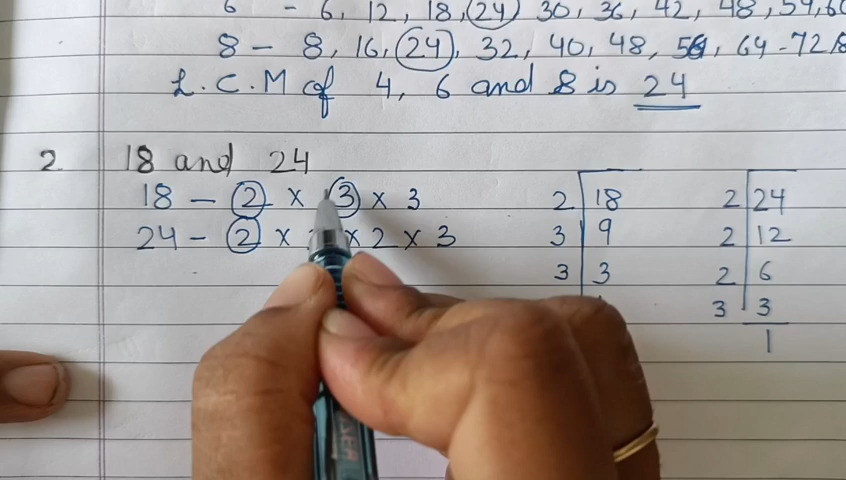 6 - 6, 12, 18, 24, 30, 36, 42, 48, 54, 60
8 - 8, 16, 24, 32, 40, 48, 56, 64 - 72, 8
L.C.M of 4, 6 and 8 is 24
2 18 and 24
18 - 2 × 3 × 3
24 - 2 × × 2 × 3
2 18
3 9
3 3
2 24
2 12
2 6
3 3
1